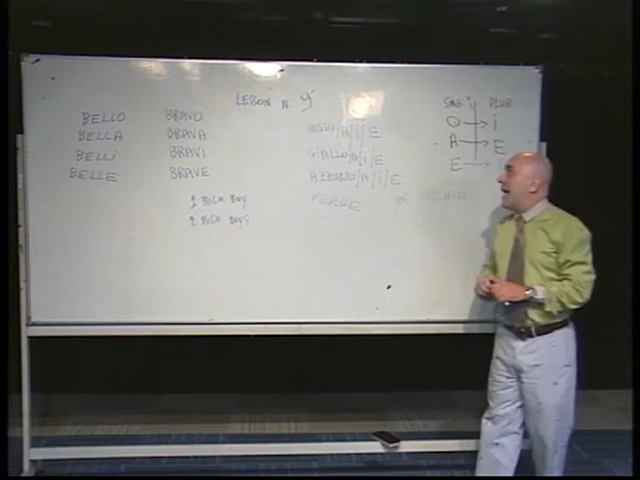 LESSON N. 9°
BELLO
BELLA
BELLI
BELLE
BRAVO
BRAVA
BRAVI
BRAVE
1 RICH BOY
2 RICH BOYS
ROSSO/A/i/E
GIALLO/A/i/E
AZZURRO/A/i/E
VERDE
SING. PLUR.
O → i
A → E
E →